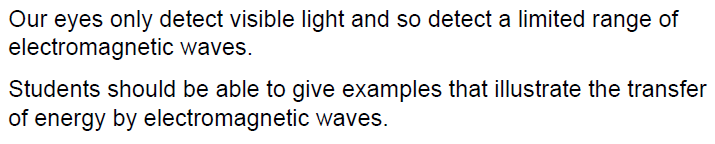 Our eyes only detect visible light and so detect a limited range of
electromagnetic waves.
Students should be able to give examples that illustrate the transfer
of energy by electromagnetic waves.